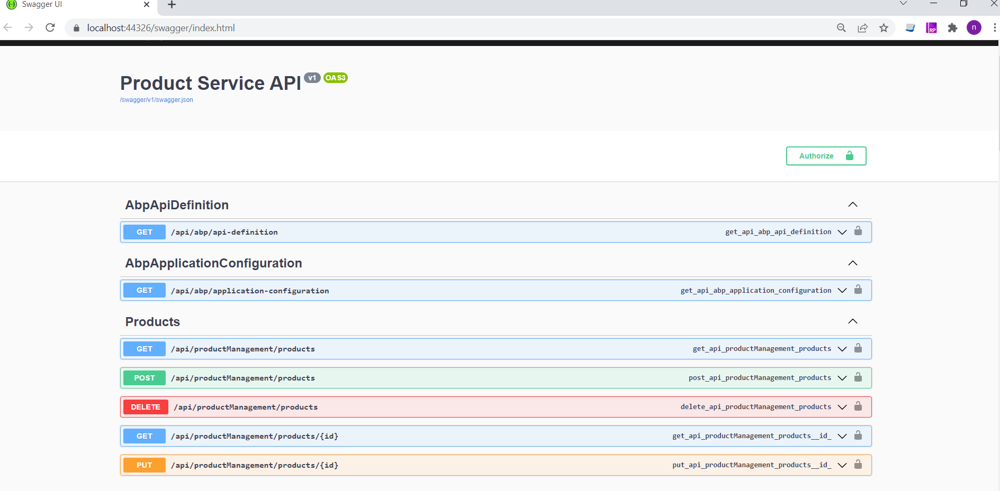 Swagger UI
localhost:44326/swagger/index.html
RP
n
Product Service API v1 OAS3
/swagger/v1/swagger.json
Authorize
AbpApiDefinition
GET /api/abp/api-definition get_api_abp_api_definition
AbpApplicationConfiguration
GET /api/abp/application-configuration get_api_abp_application_configuration
Products
GET /api/productManagement/products get_api_productManagement_products
POST /api/productManagement/products post_api_productManagement_products
DELETE /api/productManagement/products delete_api_productManagement_products
GET /api/productManagement/products/{id} get_api_productManagement_products__id_
PUT /api/productManagement/products/{id} put_api_productManagement_products__id_